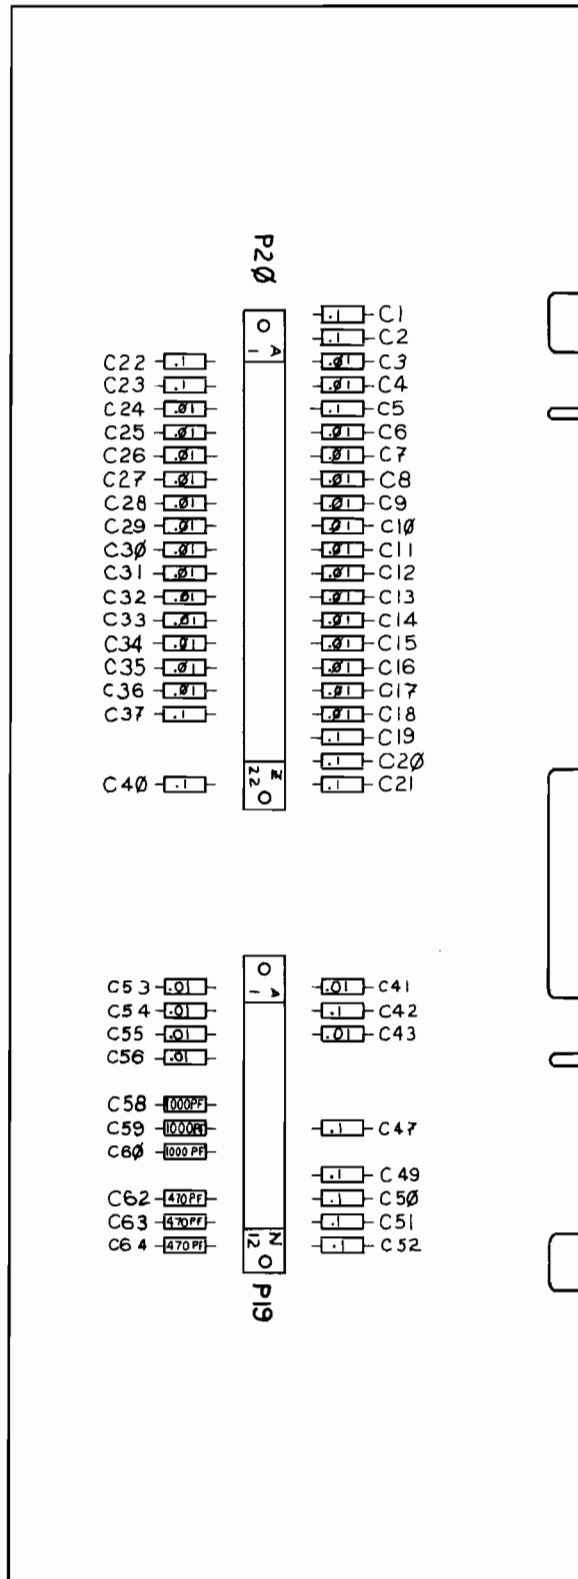 P2Ø
A
1
.1 C1
.1 C2
C22 .1 .Ø1 C3
C23 .1 .Ø1 C4
C24 .Ø1 .1 C5
C25 .Ø1 .Ø1 C6
C26 .Ø1 .Ø1 C7
C27 .Ø1 .Ø1 C8
C28 .Ø1 .Ø1 C9
C29 .Ø1 .Ø1 C1Ø
C3Ø .Ø1 .Ø1 C11
C31 .Ø1 .Ø1 C12
C32 .01 .Ø1 C13
C33 .01 .Ø1 C14
C34 .Ø1 .Ø1 C15
C35 .Ø1 .Ø1 C16
C36 .Ø1 .Ø1 C17
C37 .1 .Ø1 C18
.1 C19
.1 C2Ø
C40 .1 .1 C21
Z
22
A
1
C53 .01 .01 C41
C54 .01 .1 C42
C55 .01 .01 C43
C56 .01
C58 1000PF
C59 1000PF .1 C47
C6Ø 1000PF
.1 C49
C62 470PF .1 C5Ø
C63 470PF .1 C51
C64 470PF .1 C52
N
12
P19